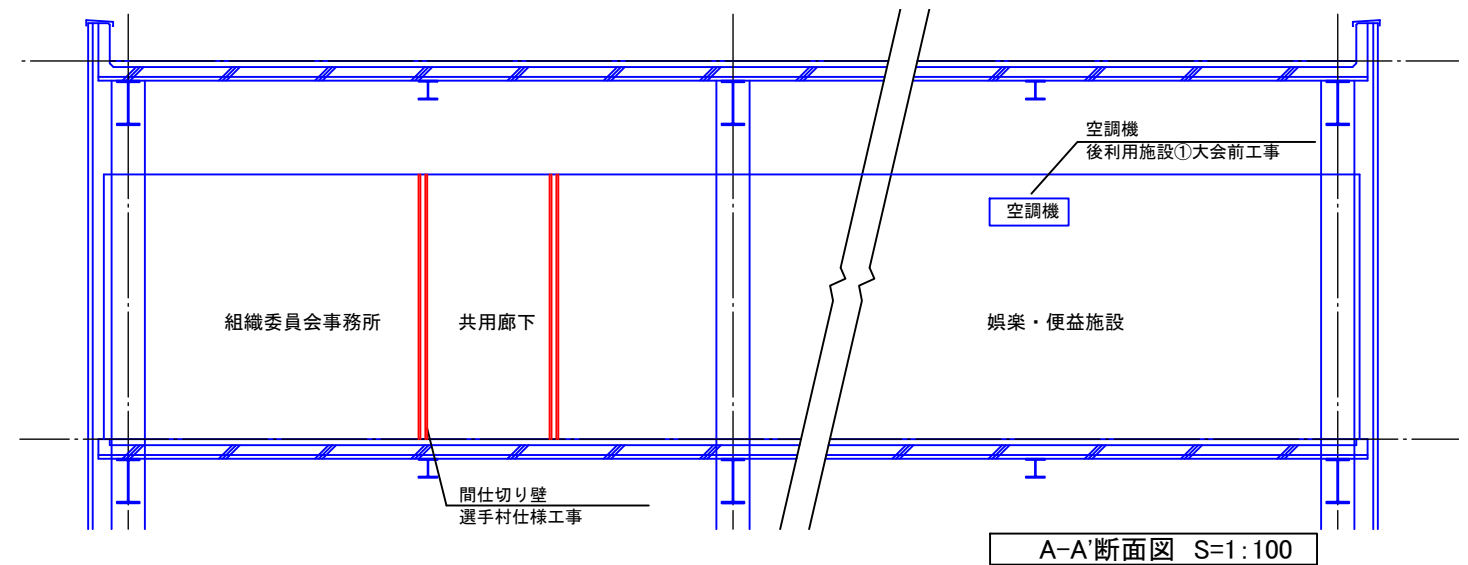 空調機
後利用施設①大会前工事
空調機
組織委員会事務所
共用廊下
娯楽・便益施設
間仕切り壁
選手村仕様工事
A-A'断面図 S=1:100